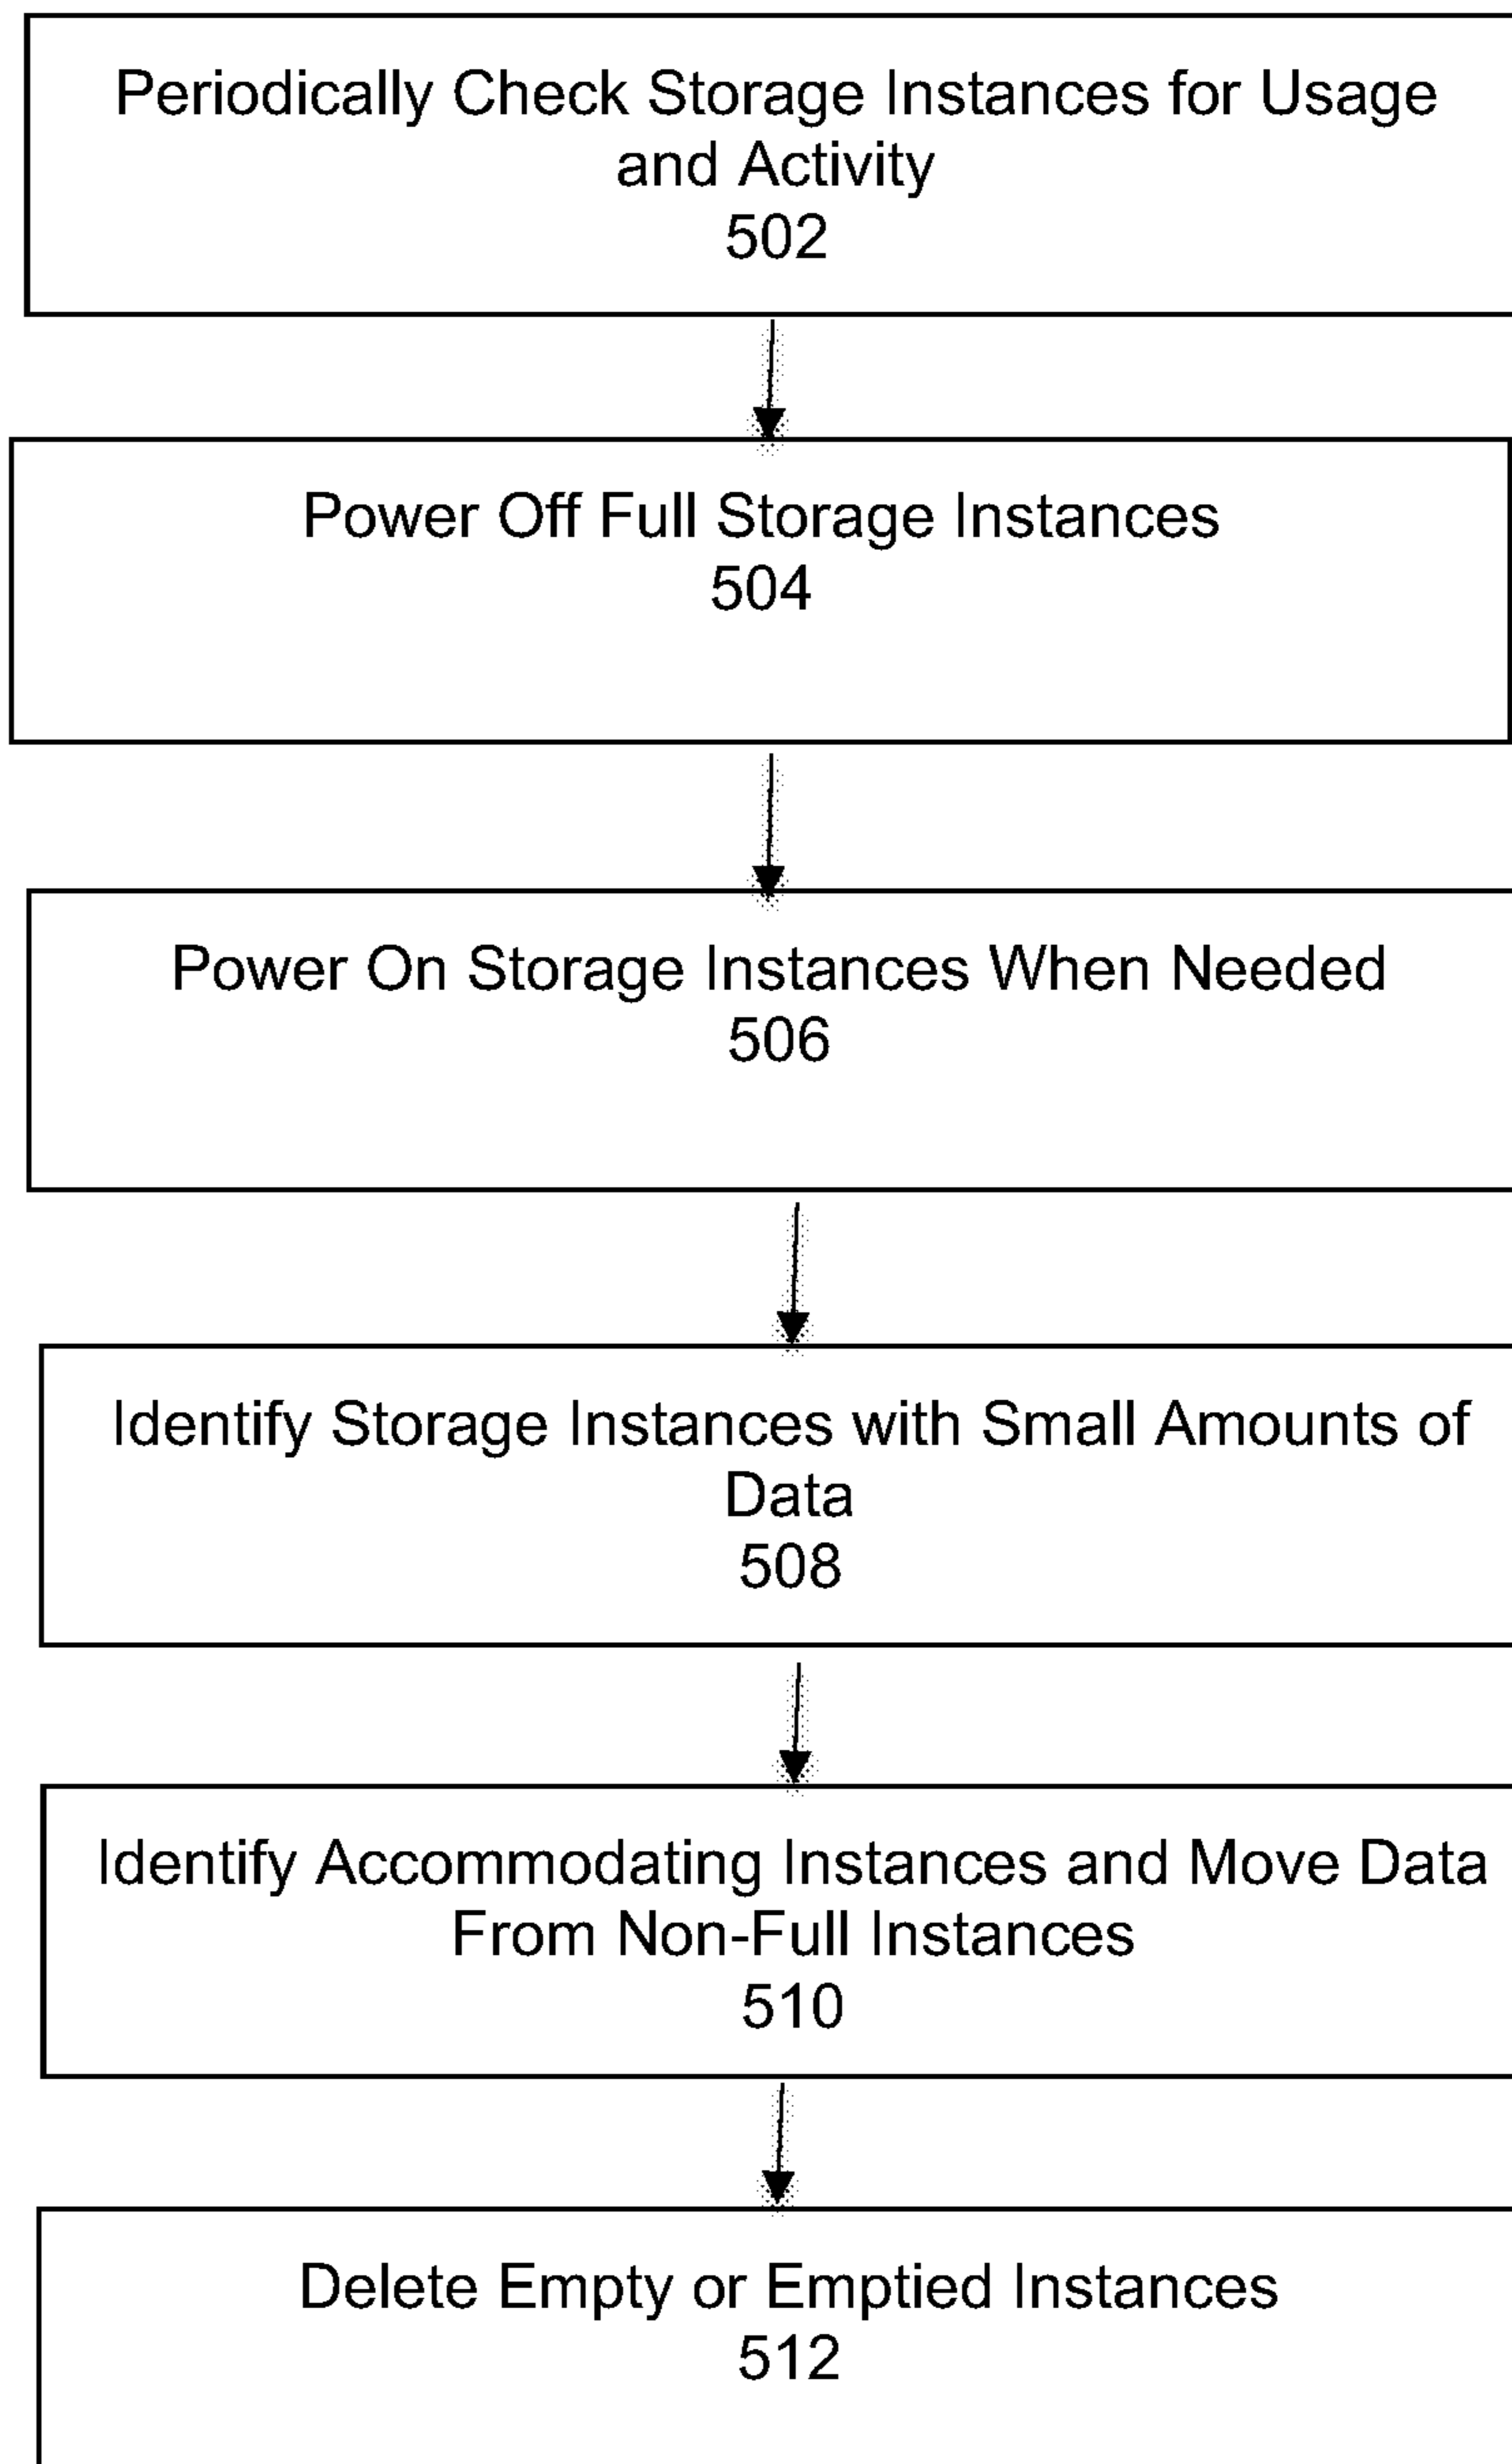 Periodically Check Storage Instances for Usage
and Activity
502
Power Off Full Storage Instances
504
Power On Storage Instances When Needed
506
Identify Storage Instances with Small Amounts of
Data
508
Identify Accommodating Instances and Move Data
From Non-Full Instances
510
Delete Empty or Emptied Instances
512